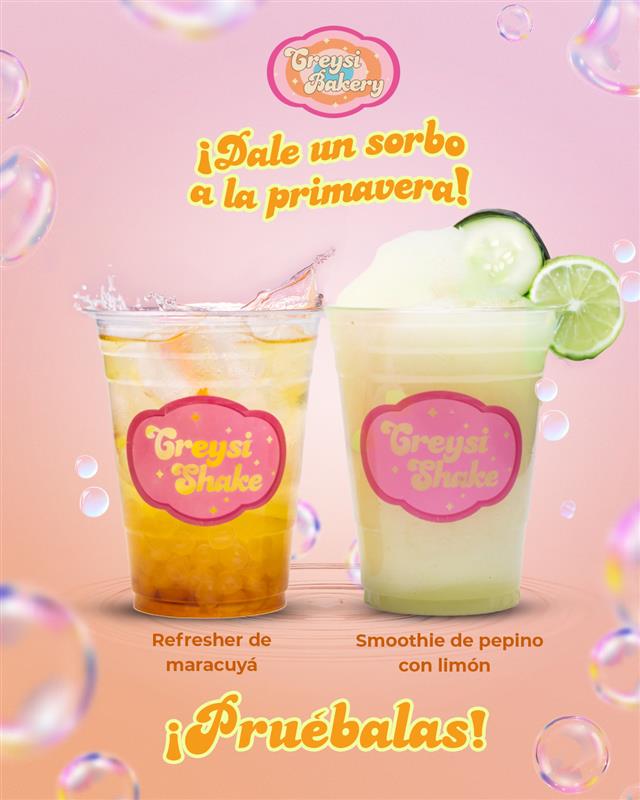 Greysi
Bakery
¡Dale un sorbo
a la primavera!
Greysi
Shake
Greysi
Shake
Refresher de
maracuyá
Smoothie de pepino
con limón
¡Pruébalas!